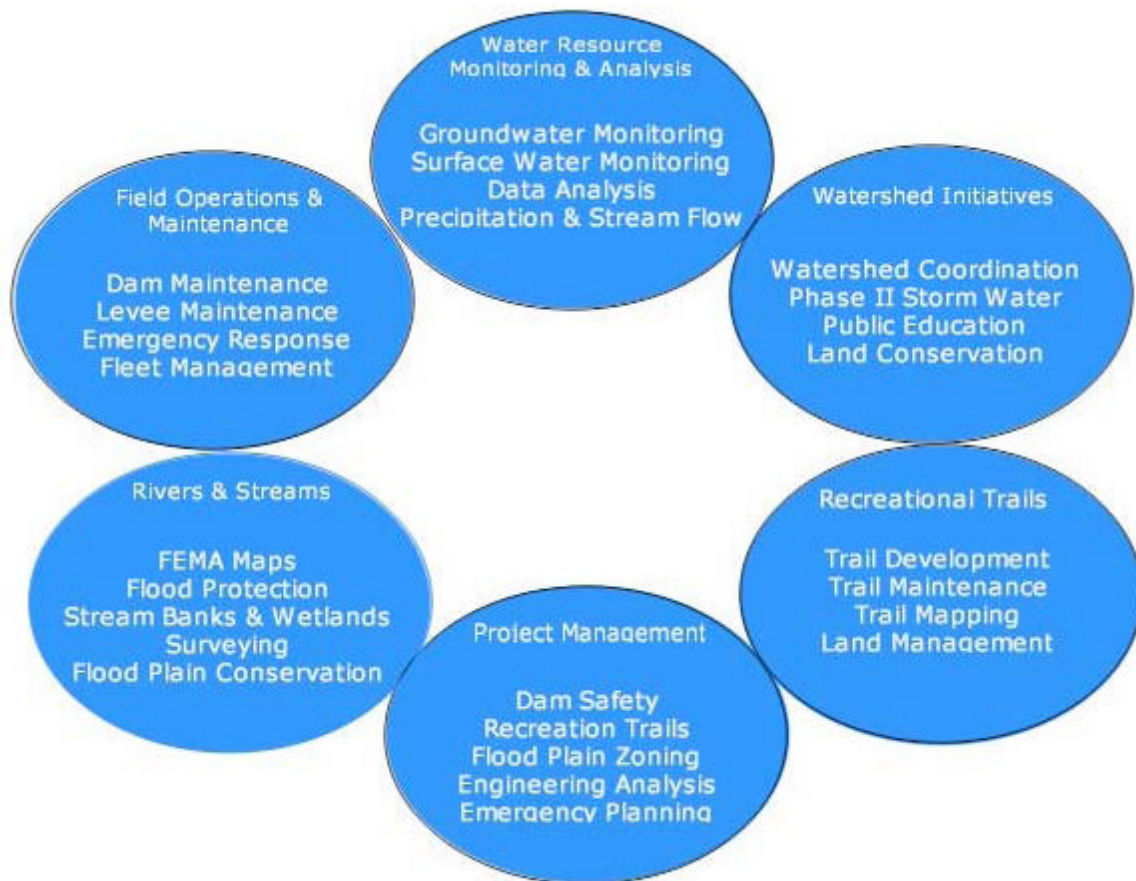 Water Resource
Monitoring & Analysis
Groundwater Monitoring
Surface Water Monitoring
Data Analysis
Precipitation & Stream Flow
Field Operations &
Maintenance
Dam Maintenance
Levee Maintenance
Emergency Response
Fleet Management
Watershed Initiatives
Watershed Coordination
Phase II Storm Water
Public Education
Land Conservation
Rivers & Streams
FEMA Maps
Flood Protection
Stream Banks & Wetlands
Surveying
Flood Plain Conservation
Recreational Trails
Trail Development
Trail Maintenance
Trail Mapping
Land Management
Project Management
Dam Safety
Recreation Trails
Flood Plain Zoning
Engineering Analysis
Emergency Planning